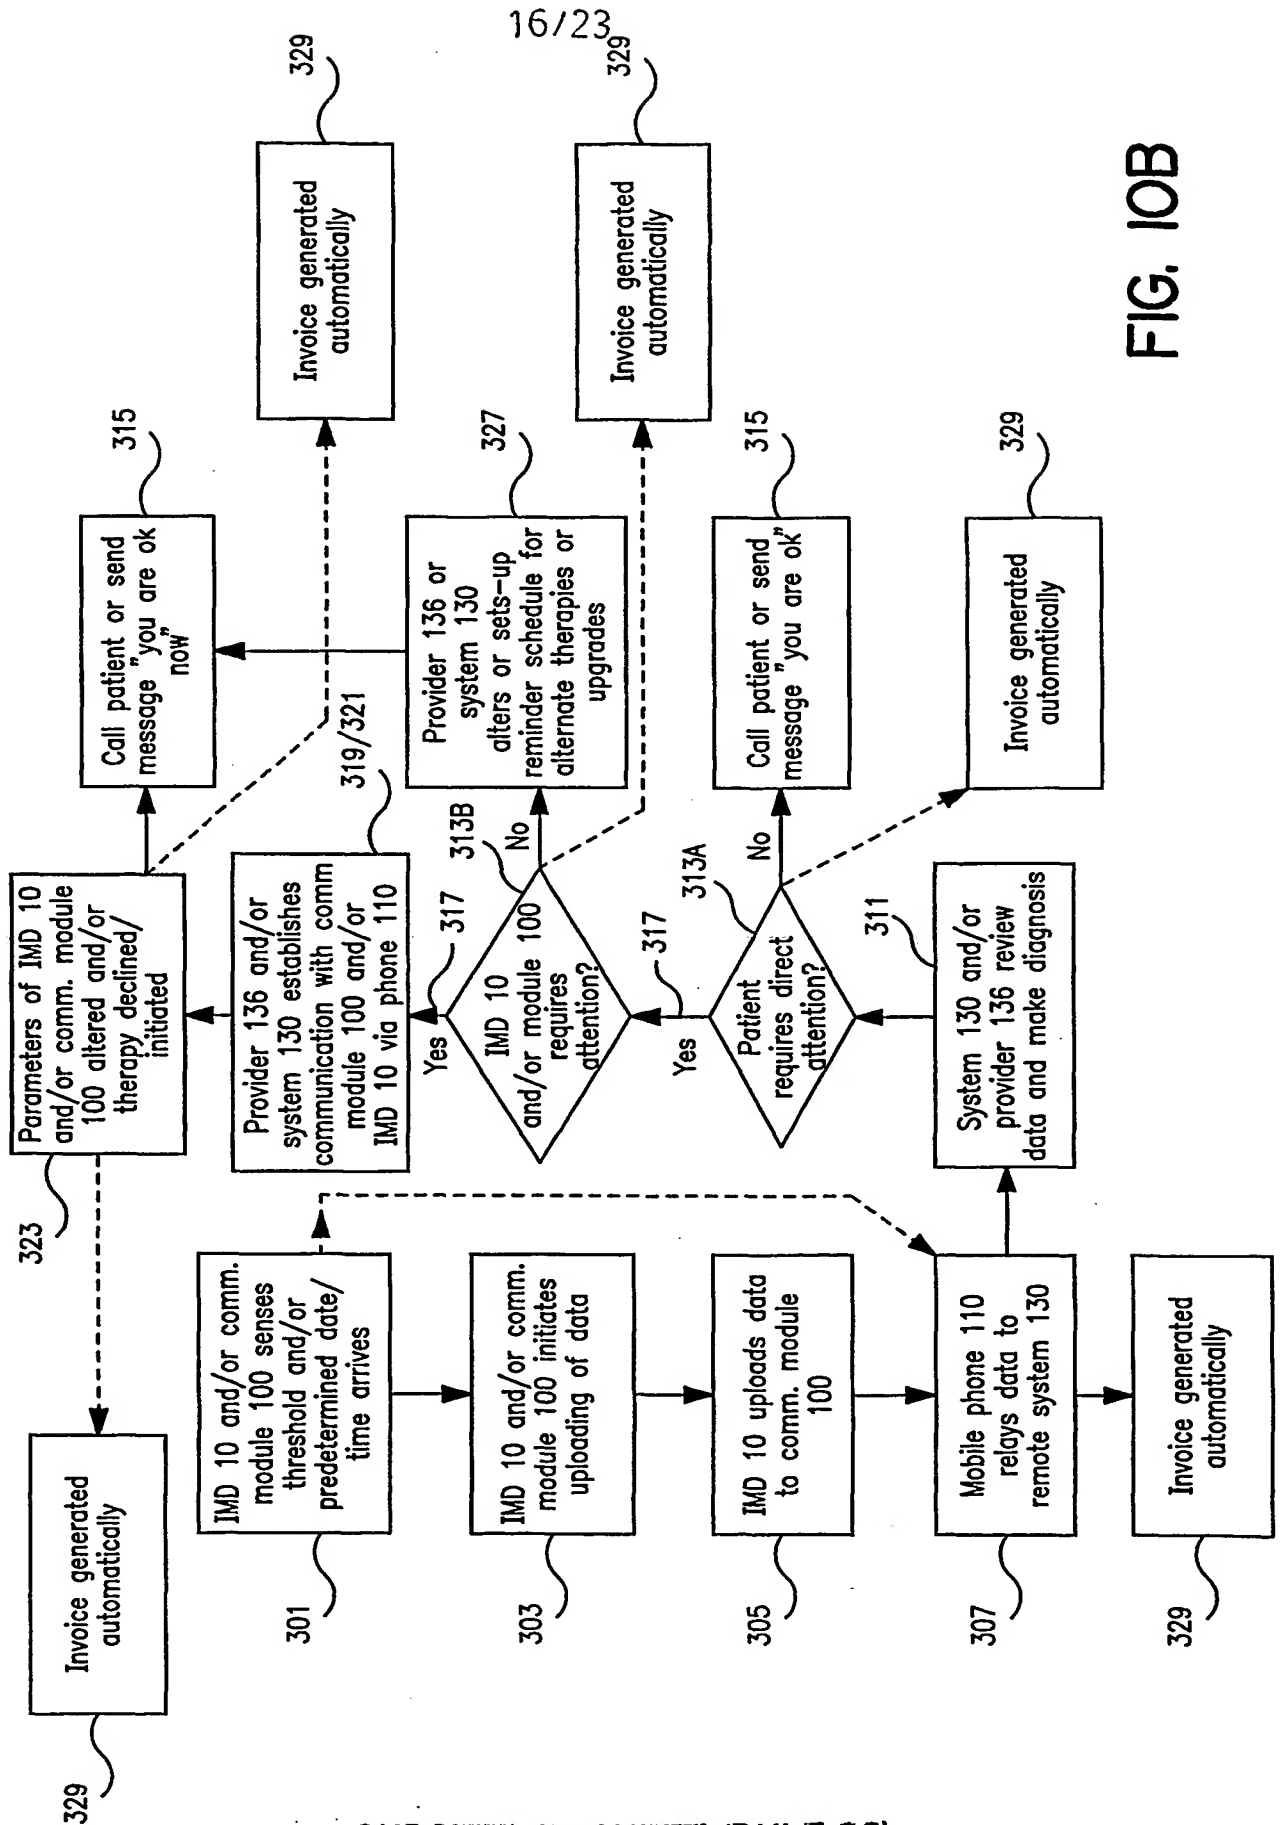 16/23
329
Invoice generated
automatically
323
Parameters of IMD 10
and/or comm. module
100 altered and/or
therapy declined/
initiated
315
Call patient or send
message "you are ok
now"
329
Invoice generated
automatically
301
IMD 10 and/or comm.
module 100 senses
threshold and/or
predetermined date/
time arrives
319/321
Provider 136 and/or
system 130 establishes
communication with comm
module 100 and/or
IMD 10 via phone 110
Yes
317
313B
IMD 10
and/or module 100
requires
attention?
No
327
Provider 136 or
system 130
alters or sets-up
reminder schedule for
alternate therapies or
upgrades
329
Invoice generated
automatically
303
IMD 10 and/or comm.
module 100 initiates
uploading of data
Yes
317
313A
Patient
requires direct
attention?
No
315
Call patient or send
message "you are ok"
305
IMD 10 uploads data
to comm. module
100
307
Mobile phone 110
relays data to
remote system 130
311
System 130 and/or
provider 136 review
data and make diagnosis
329
Invoice generated
automatically
329
Invoice generated
automatically
FIG. 10B